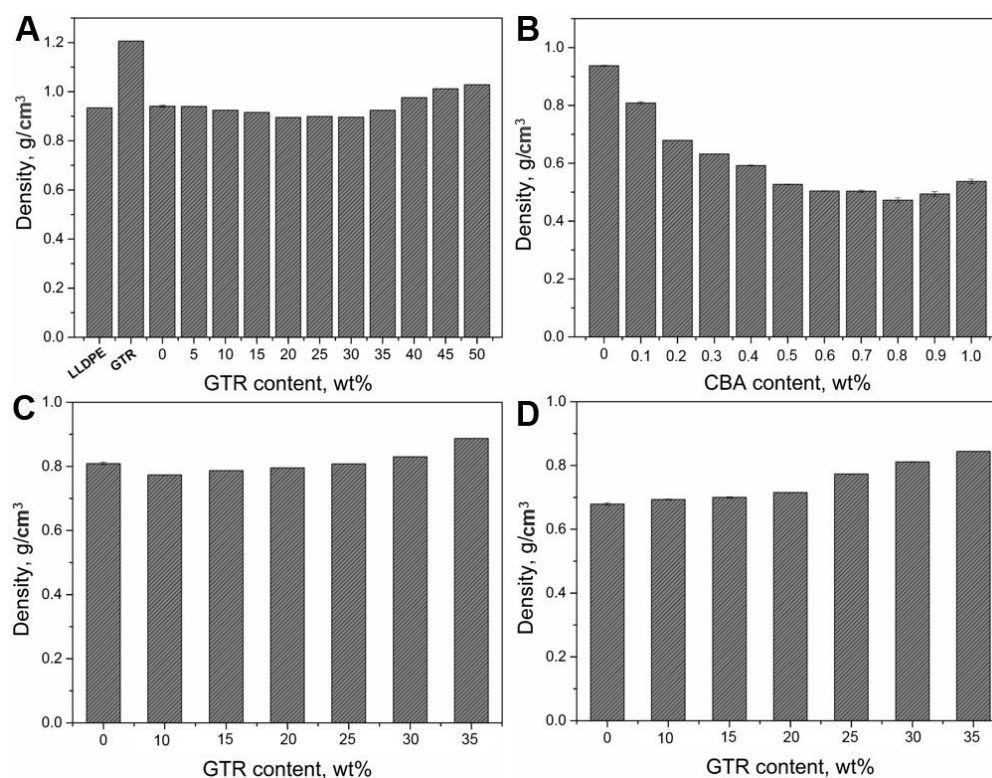 A
Density, g/cm³
1.2
1.0
0.8
0.6
0.4
0.2
0.0
LLDPE GTR 0 5 10 15 20 25 30 35 40 45 50
GTR content, wt%
B
Density, g/cm³
1.0
0.8
0.6
0.4
0.2
0.0
0 0.1 0.2 0.3 0.4 0.5 0.6 0.7 0.8 0.9 1.0
CBA content, wt%
C
Density, g/cm³
1.0
0.8
0.6
0.4
0.2
0.0
0 10 15 20 25 30 35
GTR content, wt%
D
Density, g/cm³
1.0
0.8
0.6
0.4
0.2
0.0
0 10 15 20 25 30 35
GTR content, wt%